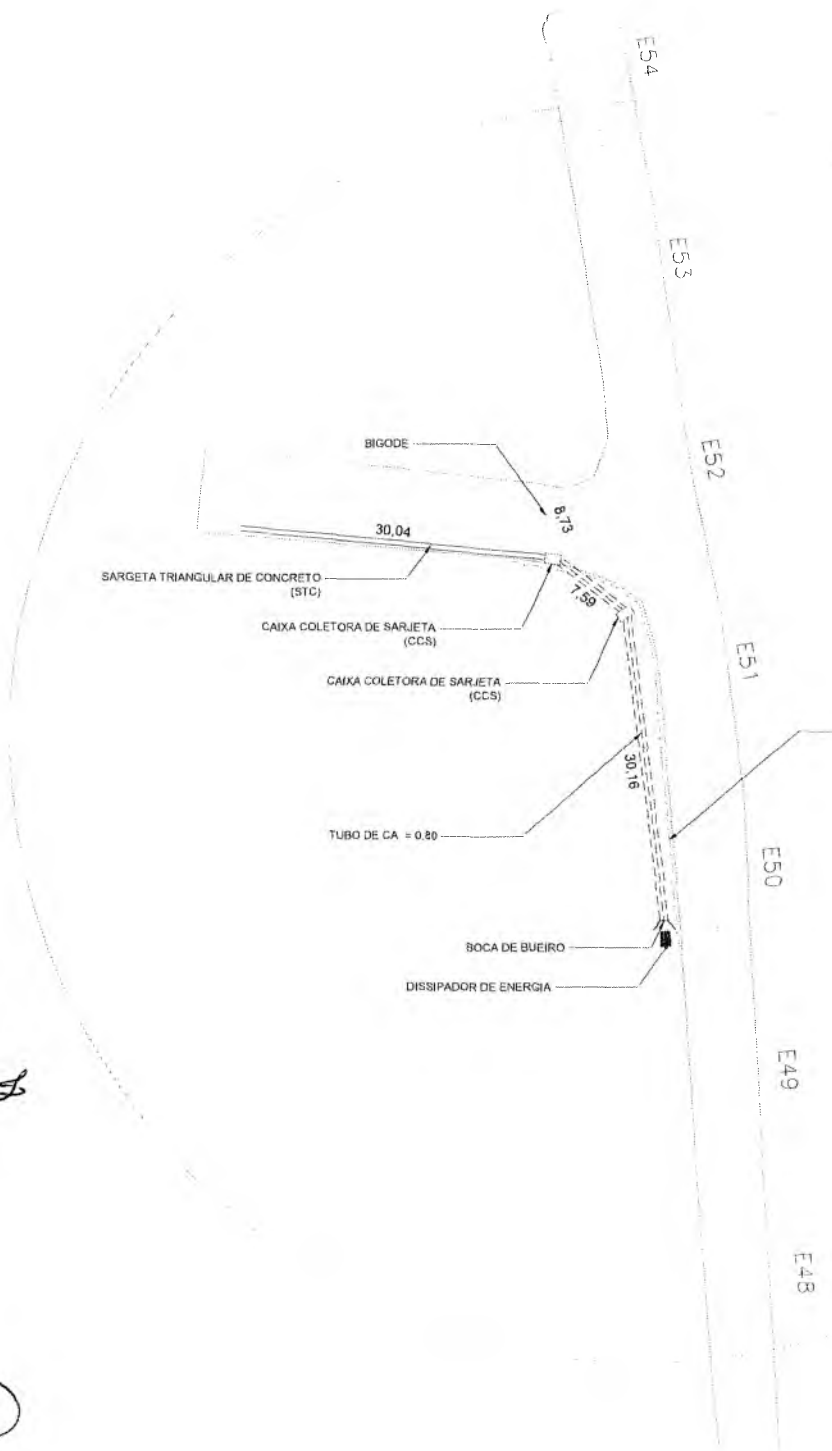 E54
E53
E52
BIGODE
8,73
30,04
SARGETA TRIANGULAR DE CONCRETO
(STC)
7,59
CAIXA COLETORA DE SARJETA
(CCS)
E51
CAIXA COLETORA DE SARJETA
(CCS)
30,16
TUBO DE CA = 0,80
E50
BOCA DE BUEIRO
DISSIPADOR DE ENERGIA
E49
E48